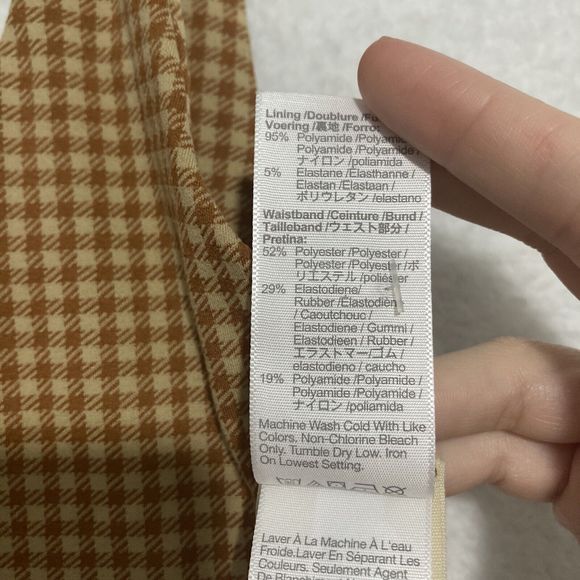 Lining /Doublure
Voering /裏地 /Forro:
95% Polyamide
Polyamide /Polyamide /
ナイロン /poliamida
5% Elastane /Élasthanne /
Elastan /Elastaan /
ポリウレタン /elastano
Waistband /Ceinture /Bund /
Tailleband /ウェスト部分 /
Pretina:
52% Polyester /Polyester /
Polyester /Polyester /ポ
リエステル /poliéster
29% Elastodiene/
Rubber /Élastodien
/ Caoutchouc /
Elastodiene / Gummi /
Elastodieen / Rubber /
エラストマー/ゴム /
elastodieno / caucho
19% Polyamide /Polyamide /
Polyamide /Polyamide /
ナイロン /poliamida
Machine Wash Cold With Like
Colors. Non-Chlorine Bleach
Only. Tumble Dry Low. Iron
On Lowest Setting.
Laver À La Machine À L'eau
Froide.Laver En Séparant Les
Couleurs. Seulement Agent
De